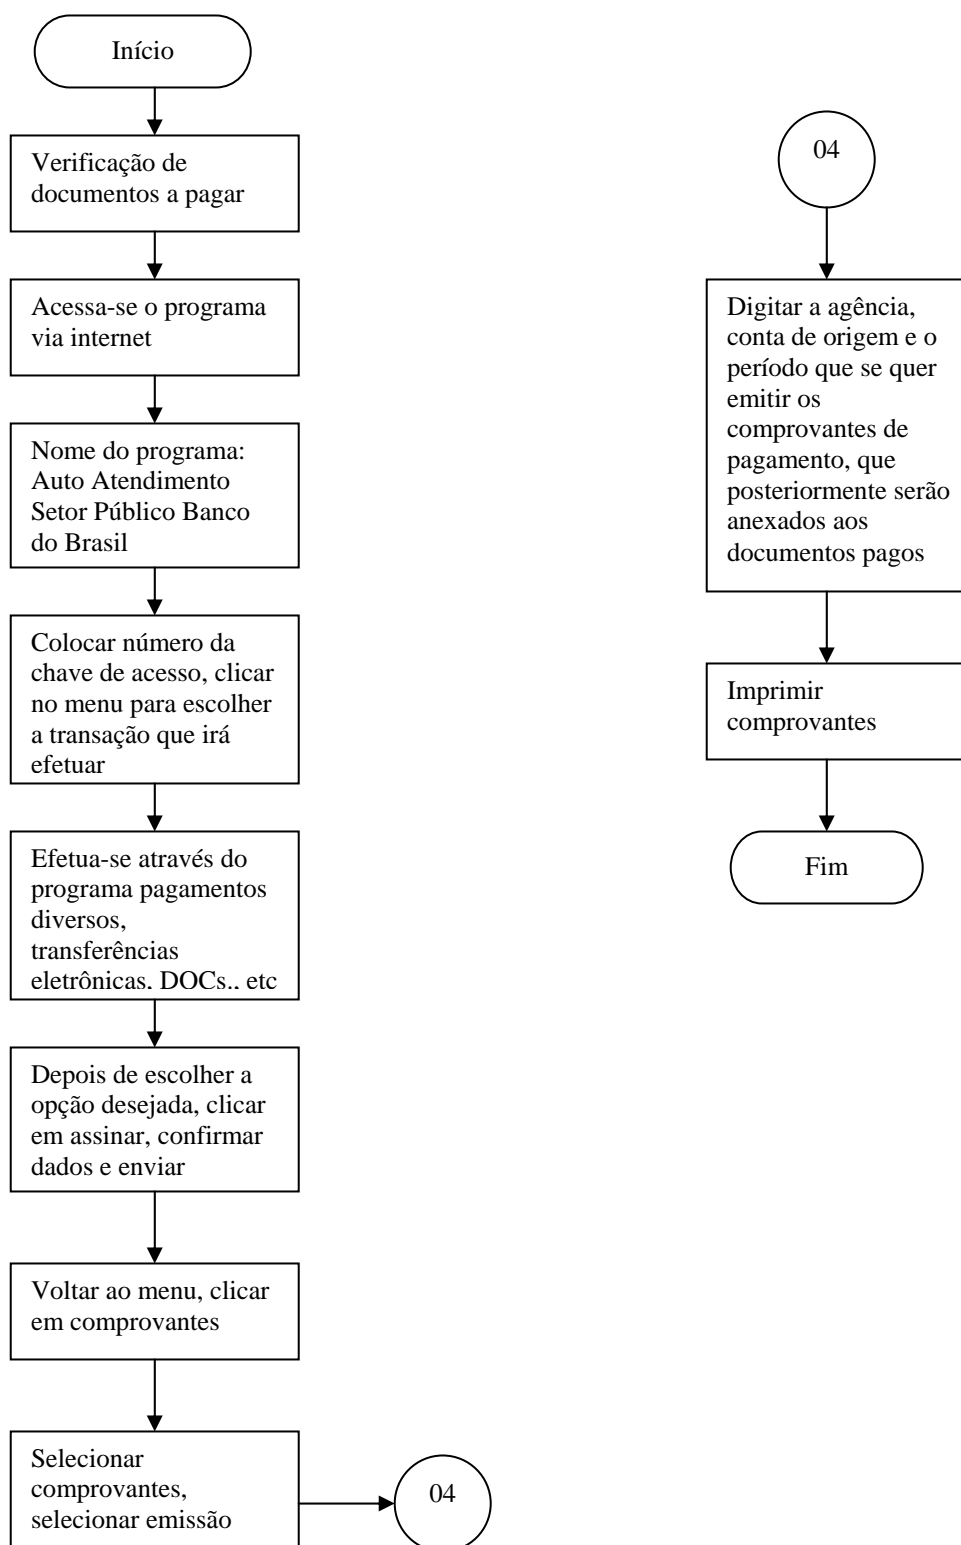 Início
Verificação de
documentos a pagar
Acessa-se o programa
via internet
Nome do programa:
Auto Atendimento
Setor Público Banco
do Brasil
Colocar número da
chave de acesso, clicar
no menu para escolher
a transação que irá
efetuar
Efetua-se através do
programa pagamentos
diversos,
transferências
eletrônicas, DOCs., etc
Depois de escolher a
opção desejada, clicar
em assinar, confirmar
dados e enviar
Voltar ao menu, clicar
em comprovantes
Selecionar
comprovantes,
selecionar emissão
04
04
Digitar a agência,
conta de origem e o
período que se quer
emitir os
comprovantes de
pagamento, que
posteriormente serão
anexados aos
documentos pagos
Imprimir
comprovantes
Fim